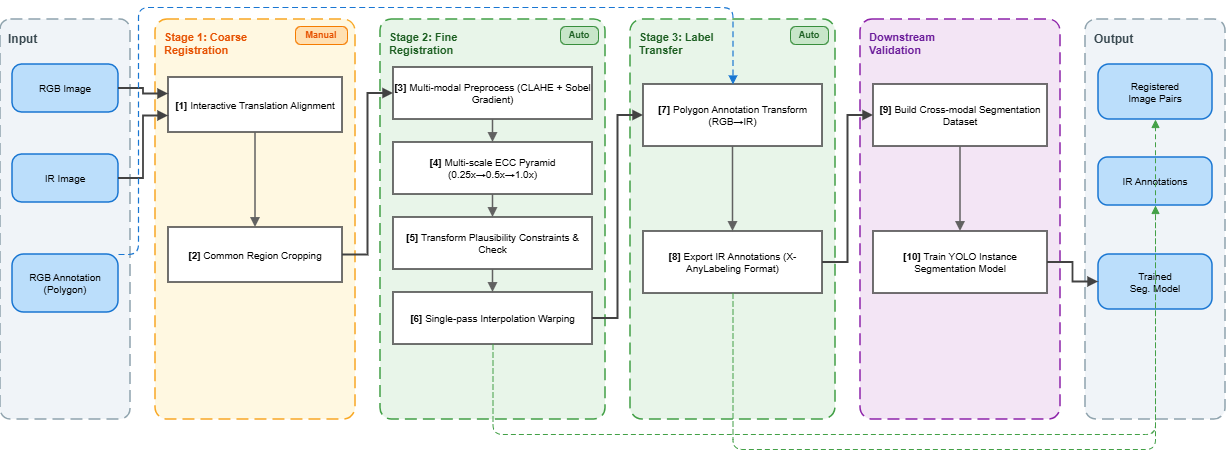 Input
RGB Image
IR Image
RGB Annotation
(Polygon)
Stage 1: Coarse
Registration
Manual
[1] Interactive Translation Alignment
[2] Common Region Cropping
Stage 2: Fine
Registration
Auto
[3] Multi-modal Preprocess (CLAHE + Sobel
Gradient)
[4] Multi-scale ECC Pyramid
(0.25x→0.5x→1.0x)
[5] Transform Plausibility Constraints &
Check
[6] Single-pass Interpolation Warping
Stage 3: Label
Transfer
Auto
[7] Polygon Annotation Transform
(RGB→IR)
[8] Export IR Annotations (X-
AnyLabeling Format)
Downstream
Validation
[9] Build Cross-modal Segmentation
Dataset
[10] Train YOLO Instance
Segmentation Model
Output
Registered
Image Pairs
IR Annotations
Trained
Seg. Model